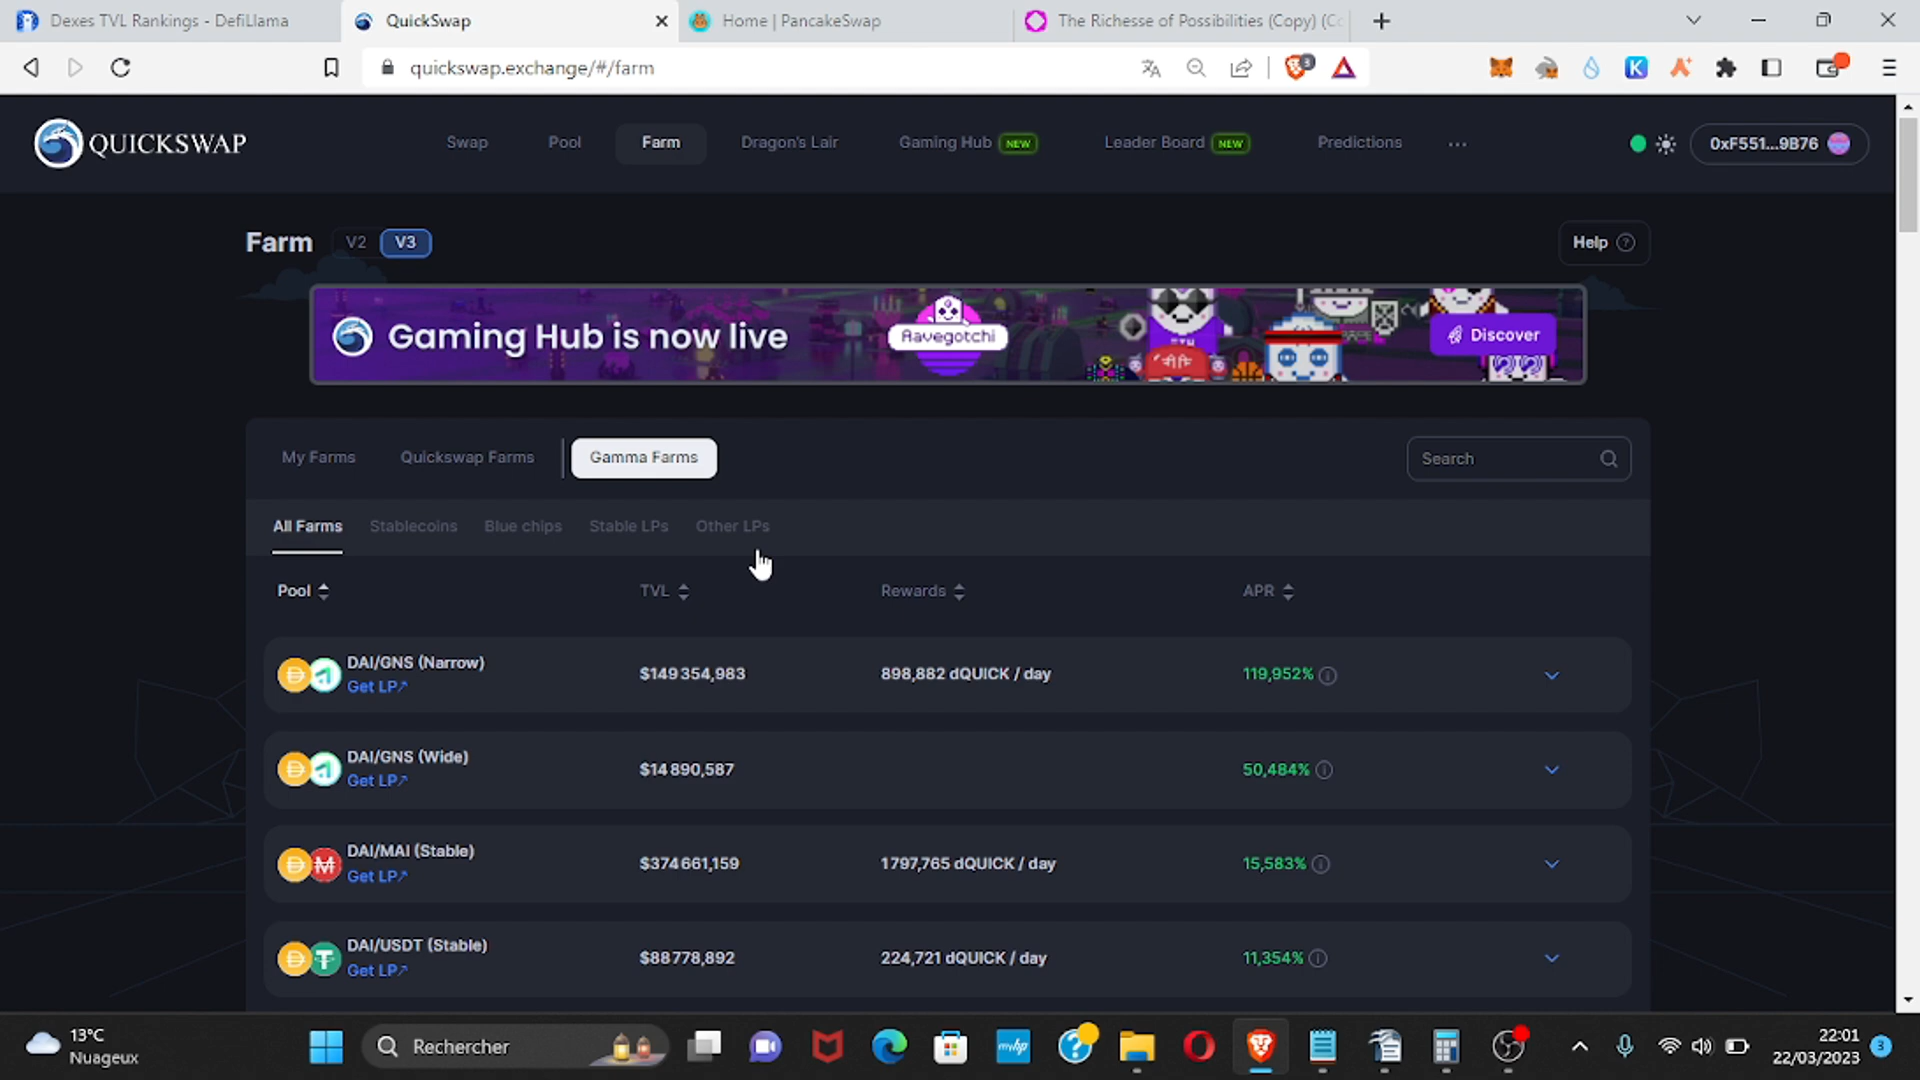 Dexes TVL Rankings - DefiLlama
QuickSwap
Home | PancakeSwap
The Richesse of Possibilities (Copy) (Co
quickswap.exchange/#/farm
3
K
QUICKSWAP
Swap
Pool
Farm
Dragon's Lair
Gaming Hub NEW
Leader Board NEW
Predictions
0xF551...9B76
Farm
V2
V3
Help
Gaming Hub is now live
Aavegotchi
Discover
My Farms
Quickswap Farms
Gamma Farms
Search
All Farms
Stablecoins
Blue chips
Stable LPs
Other LPs
Pool
TVL
Rewards
APR
DAI/GNS (Narrow)
Get LP↗
$149 354,983
898,882 dQUICK / day
119,952%
DAI/GNS (Wide)
Get LP↗
$14 890,587
50,484%
DAI/MAI (Stable)
Get LP↗
$374 661,159
1797,765 dQUICK / day
15,583%
DAI/USDT (Stable)
Get LP↗
$88 778,892
224,721 dQUICK / day
11,354%
13°C
Nuageux
Rechercher
myhp
22:01
22/03/2023
3